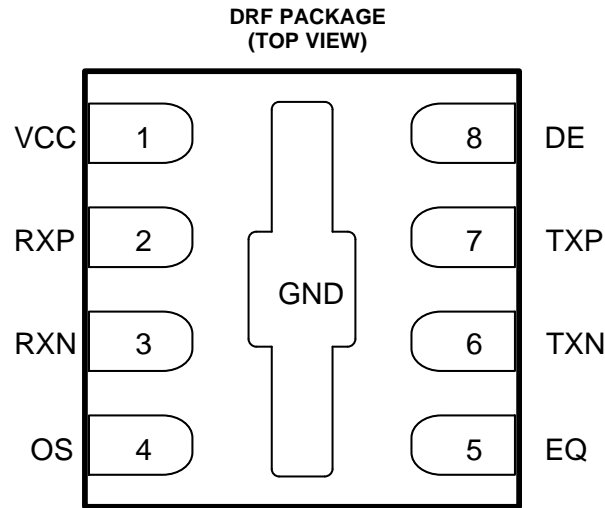 DRF PACKAGE
(TOP VIEW)
VCC 1 8 DE
RXP 2 7 TXP
GND
RXN 3 6 TXN
OS 4 5 EQ